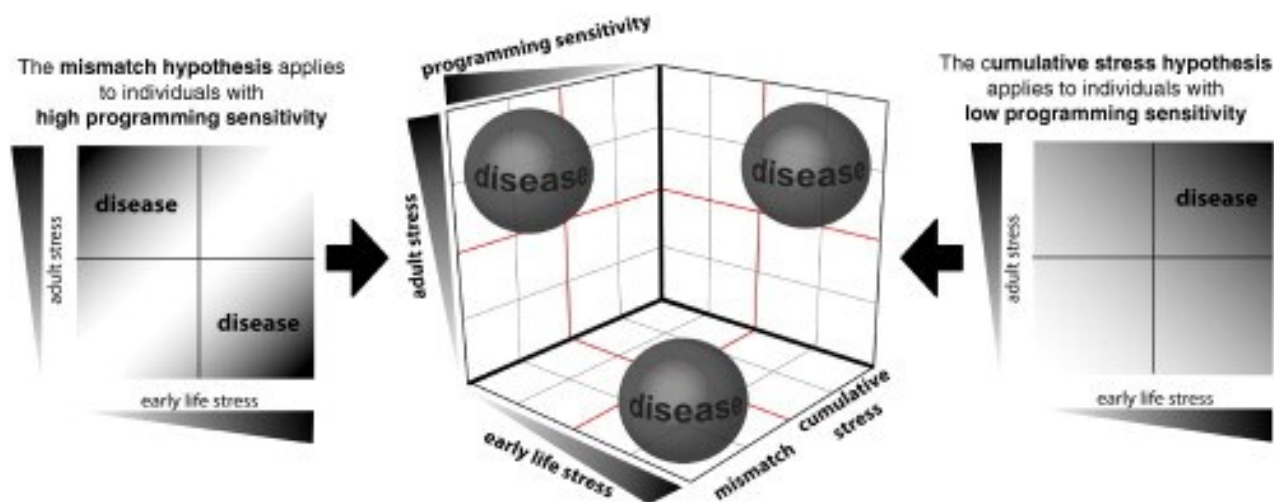 The mismatch hypothesis applies
to individuals with
high programming sensitivity
disease
disease
adult stress
early life stress
programming sensitivity
adult stress
disease
disease
disease
early life stress
mismatch
cumulative
stress
The cumulative stress hypothesis
applies to individuals with
low programming sensitivity
disease
adult stress
early life stress